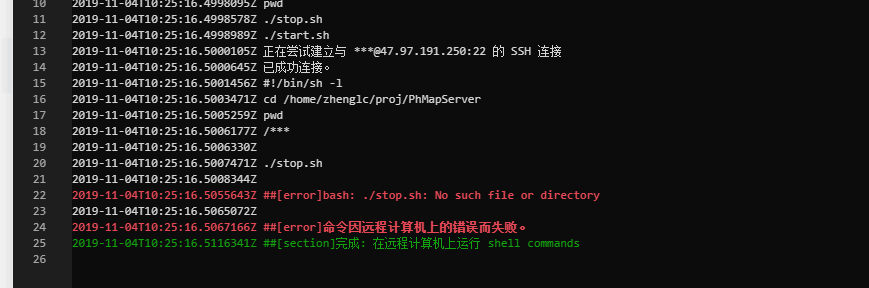 10 2019-11-04T10:25:16.4998095Z pwd
11 2019-11-04T10:25:16.4998578Z ./stop.sh
12 2019-11-04T10:25:16.4998989Z ./start.sh
13 2019-11-04T10:25:16.5000105Z 正在尝试建立与 ***@47.97.191.250:22 的 SSH 连接
14 2019-11-04T10:25:16.5000645Z 已成功连接。
15 2019-11-04T10:25:16.5001456Z #!/bin/sh -l
16 2019-11-04T10:25:16.5003471Z cd /home/zhenglc/proj/PhMapServer
17 2019-11-04T10:25:16.5005259Z pwd
18 2019-11-04T10:25:16.5006177Z /***
19 2019-11-04T10:25:16.5006330Z
20 2019-11-04T10:25:16.5007471Z ./stop.sh
21 2019-11-04T10:25:16.5008344Z
22 2019-11-04T10:25:16.5055643Z ##[error]bash: ./stop.sh: No such file or directory
23 2019-11-04T10:25:16.5065072Z
24 2019-11-04T10:25:16.5067166Z ##[error]命令因远程计算机上的错误而失败。
25 2019-11-04T10:25:16.5116341Z ##[section]完成: 在远程计算机上运行 shell commands
26